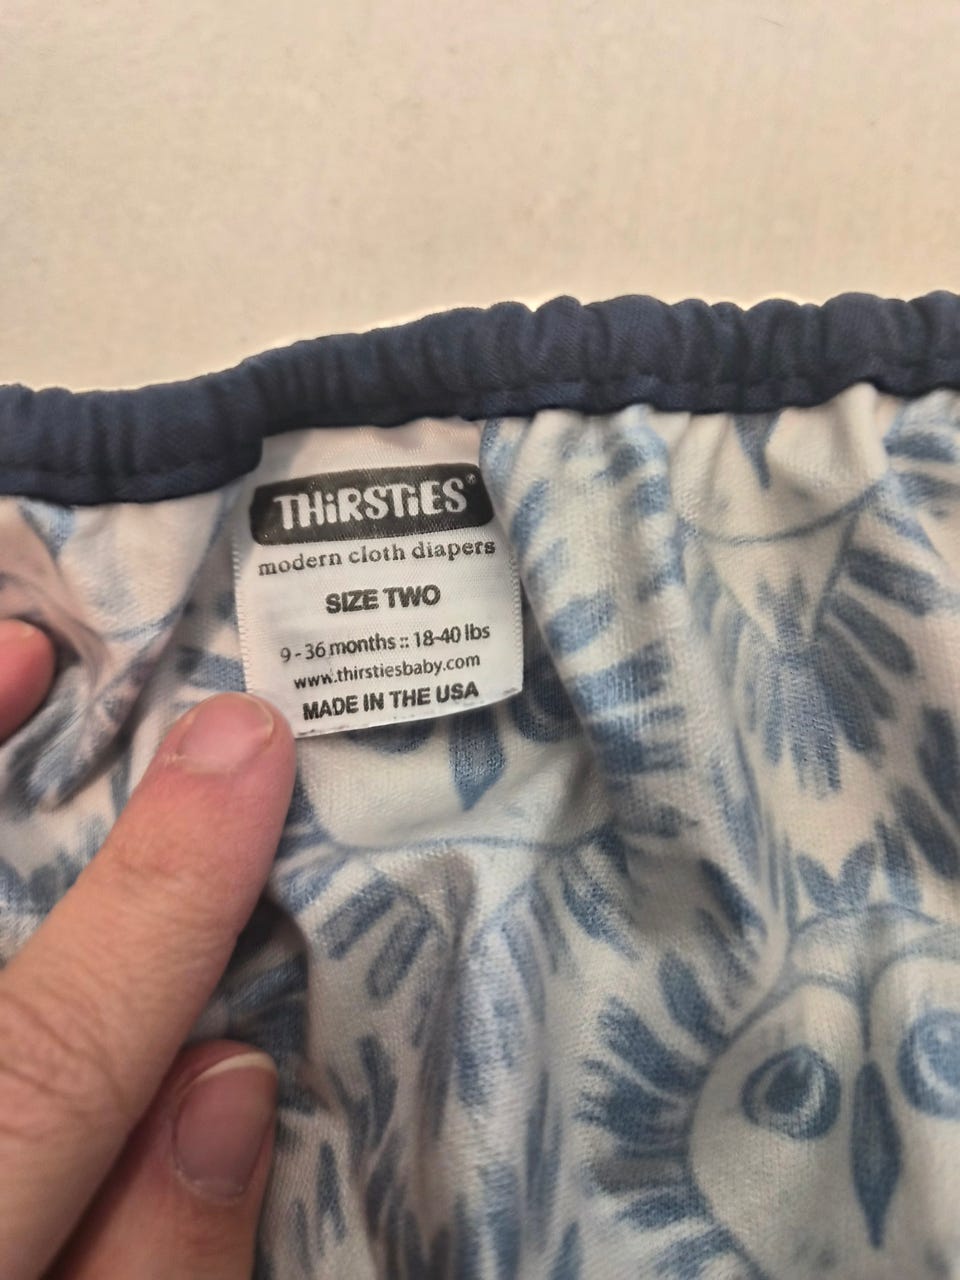 THiRSTiES®
modern cloth diapers
SIZE TWO
9 - 36 months :: 18-40 lbs
www.thirstiesbaby.com
MADE IN THE USA